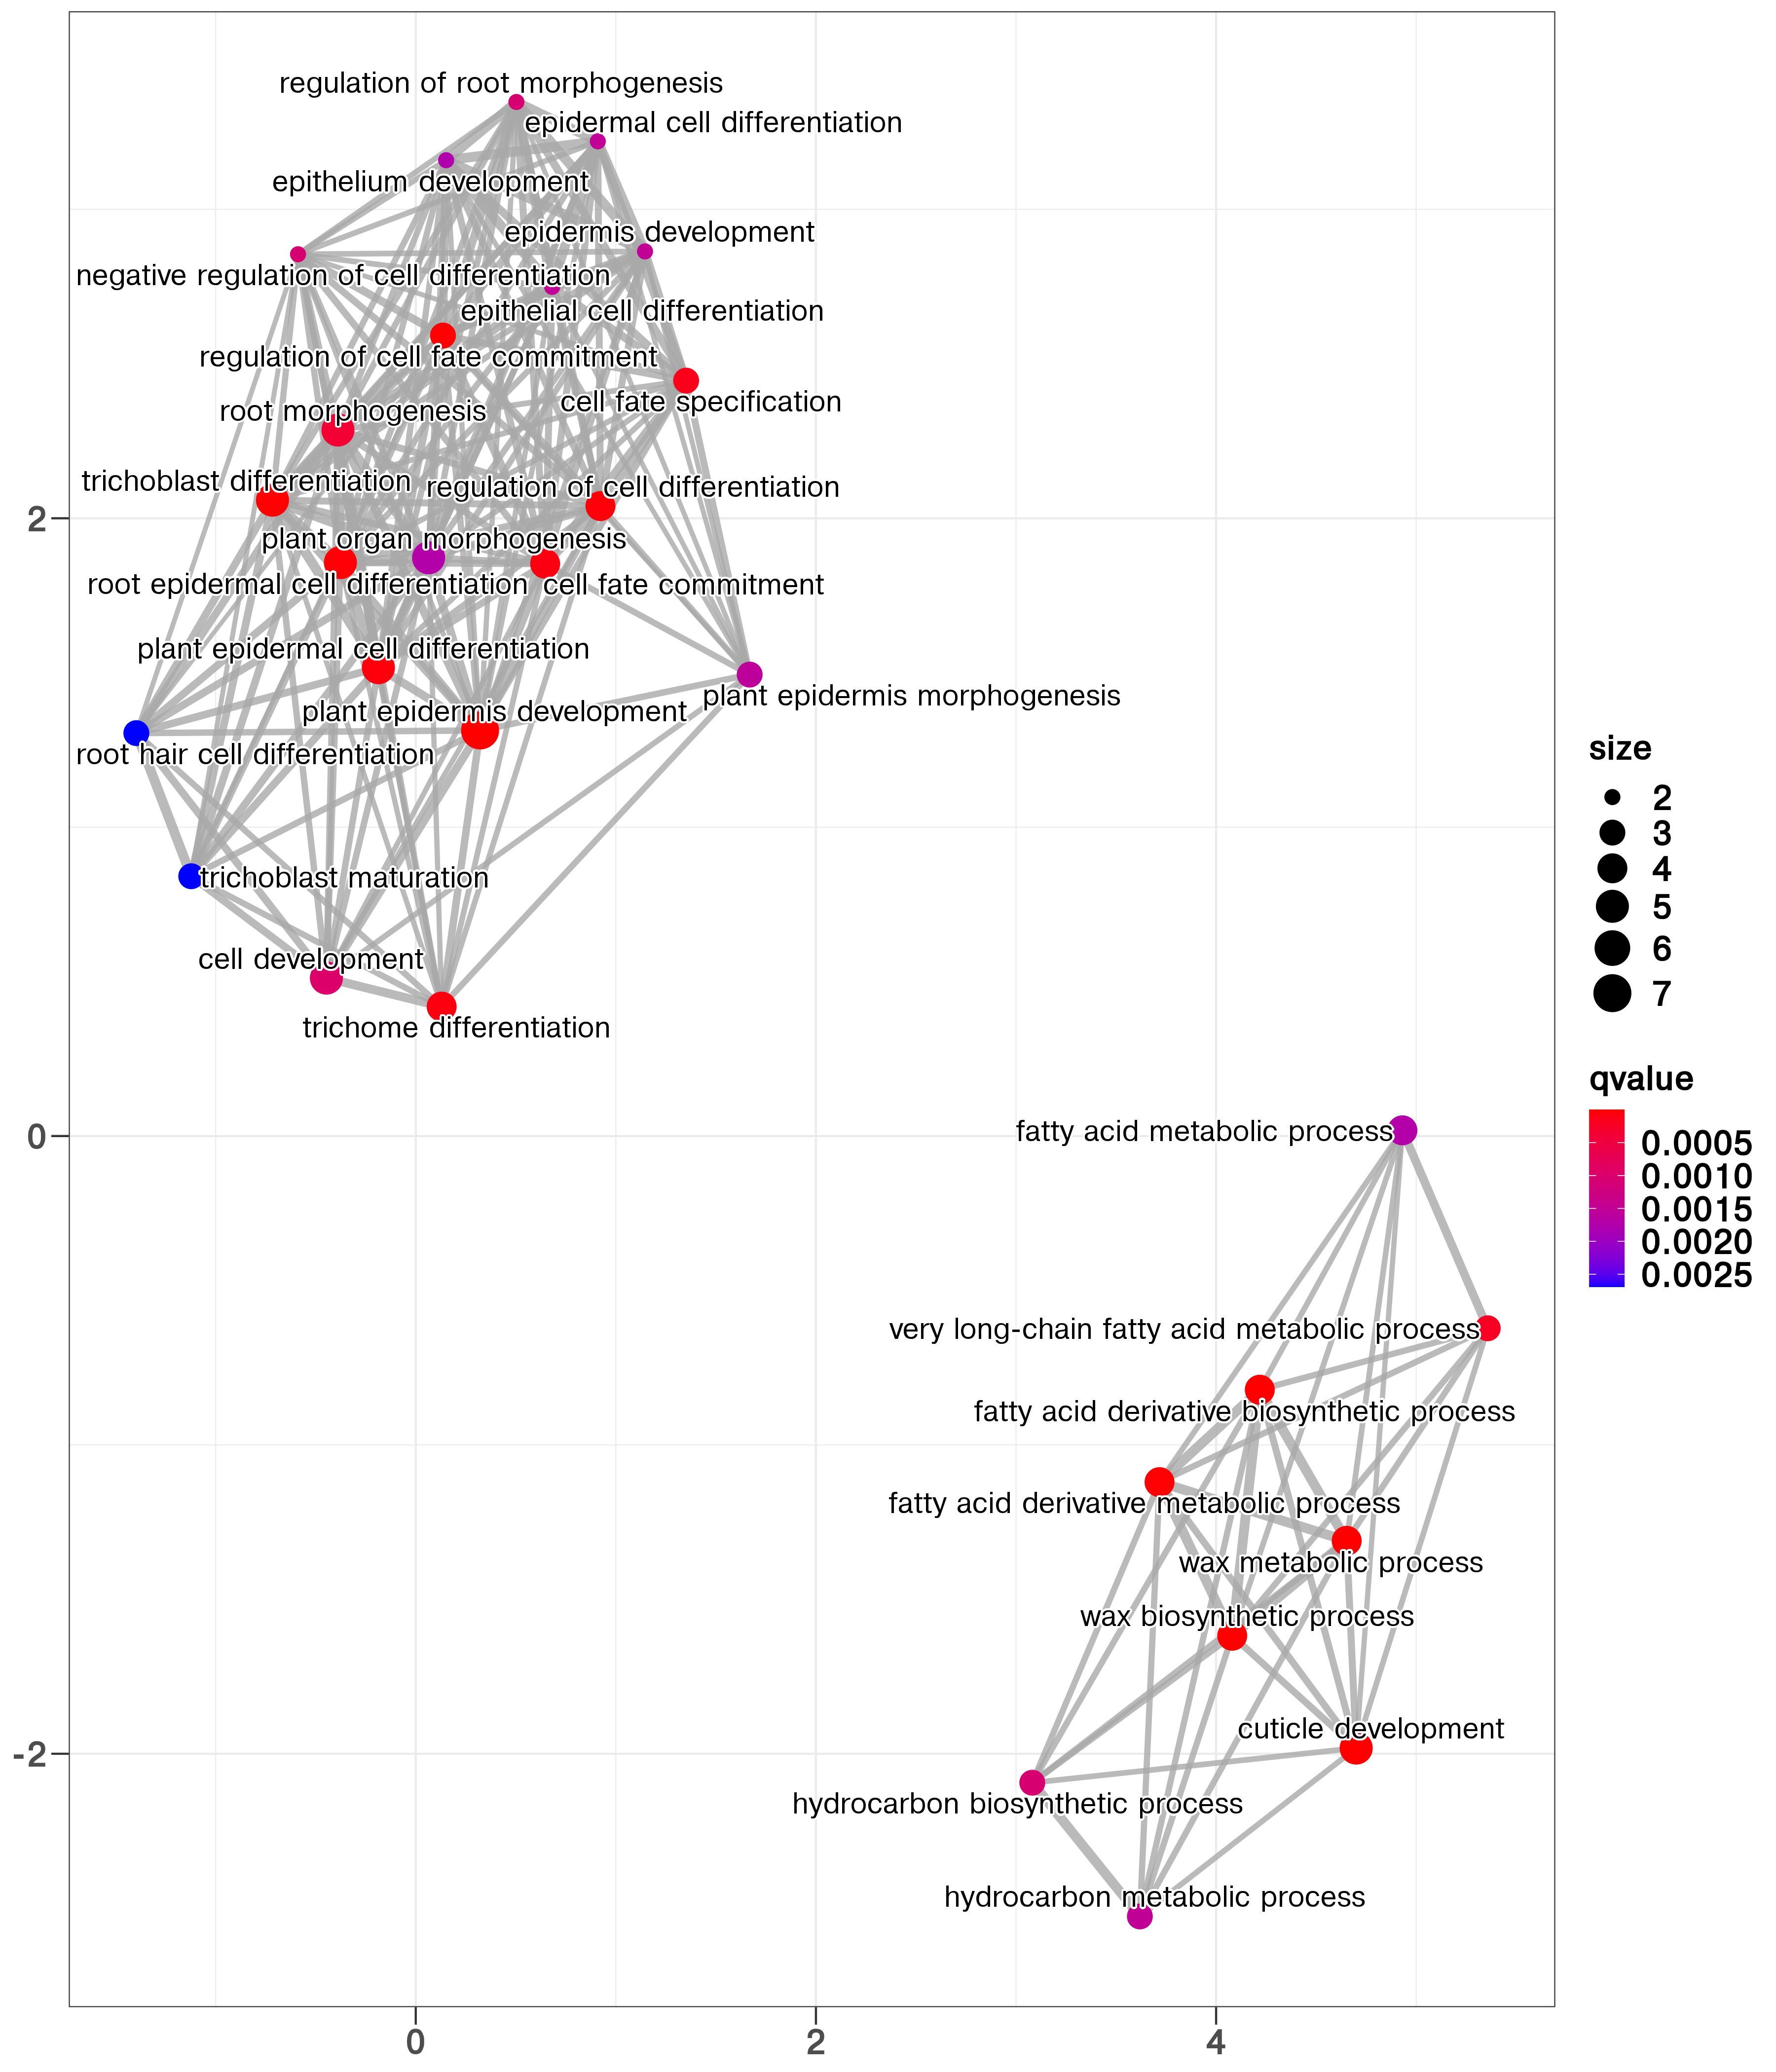 regulation of root morphogenesis
epidermal cell differentiation
epithelium development
epidermis development
negative regulation of cell differentiation
epithelial cell differentiation
regulation of cell fate commitment
cell fate specification
root morphogenesis
trichoblast differentiation
regulation of cell differentiation
plant organ morphogenesis
root epidermal cell differentiation
cell fate commitment
plant epidermal cell differentiation
plant epidermis morphogenesis
plant epidermis development
root hair cell differentiation
trichoblast maturation
cell development
trichome differentiation
fatty acid metabolic process
very long-chain fatty acid metabolic process
fatty acid derivative biosynthetic process
fatty acid derivative metabolic process
wax metabolic process
wax biosynthetic process
cuticle development
hydrocarbon biosynthetic process
hydrocarbon metabolic process
2
0
-2
0
2
4
size
2
3
4
5
6
7
qvalue
0.0005
0.0010
0.0015
0.0020
0.0025